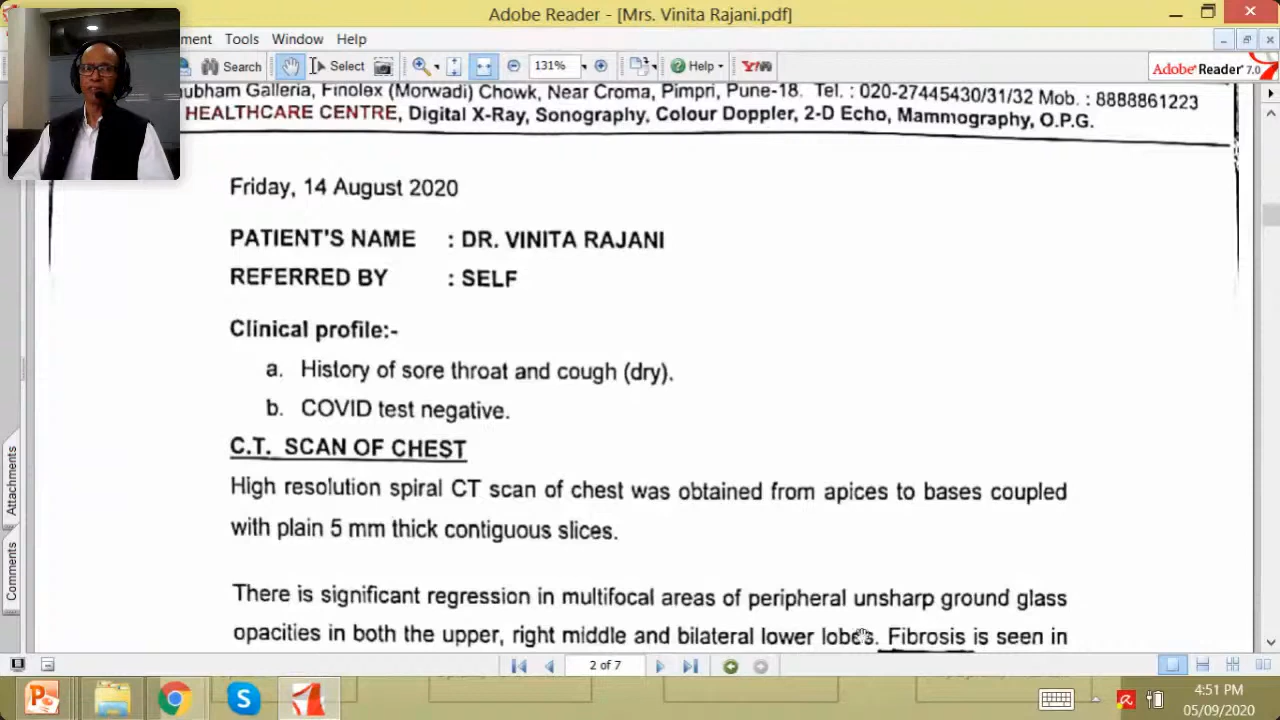 Adobe Reader - [Mrs. Vinita Rajani.pdf]
ment Tools Window Help
Search Select 131% Help Y! Adobe® Reader 7.0
ubham Galleria, Finolex (Morwadi) Chowk, Near Croma, Pimpri, Pune-18. Tel. : 020-27445430/31/32 Mob. : 8888861223
HEALTHCARE CENTRE, Digital X-Ray, Sonography, Colour Doppler, 2-D Echo, Mammography, O.P.G.
Friday, 14 August 2020
PATIENT'S NAME : DR. VINITA RAJANI
REFERRED BY : SELF
Clinical profile:-
a. History of sore throat and cough (dry).
b. COVID test negative.
C.T. SCAN OF CHEST
High resolution spiral CT scan of chest was obtained from apices to bases coupled
with plain 5 mm thick contiguous slices.
There is significant regression in multifocal areas of peripheral unsharp ground glass
opacities in both the upper, right middle and bilateral lower lobes. Fibrosis is seen in
Attachments
Comments
2 of 7
4:51 PM
05/09/2020